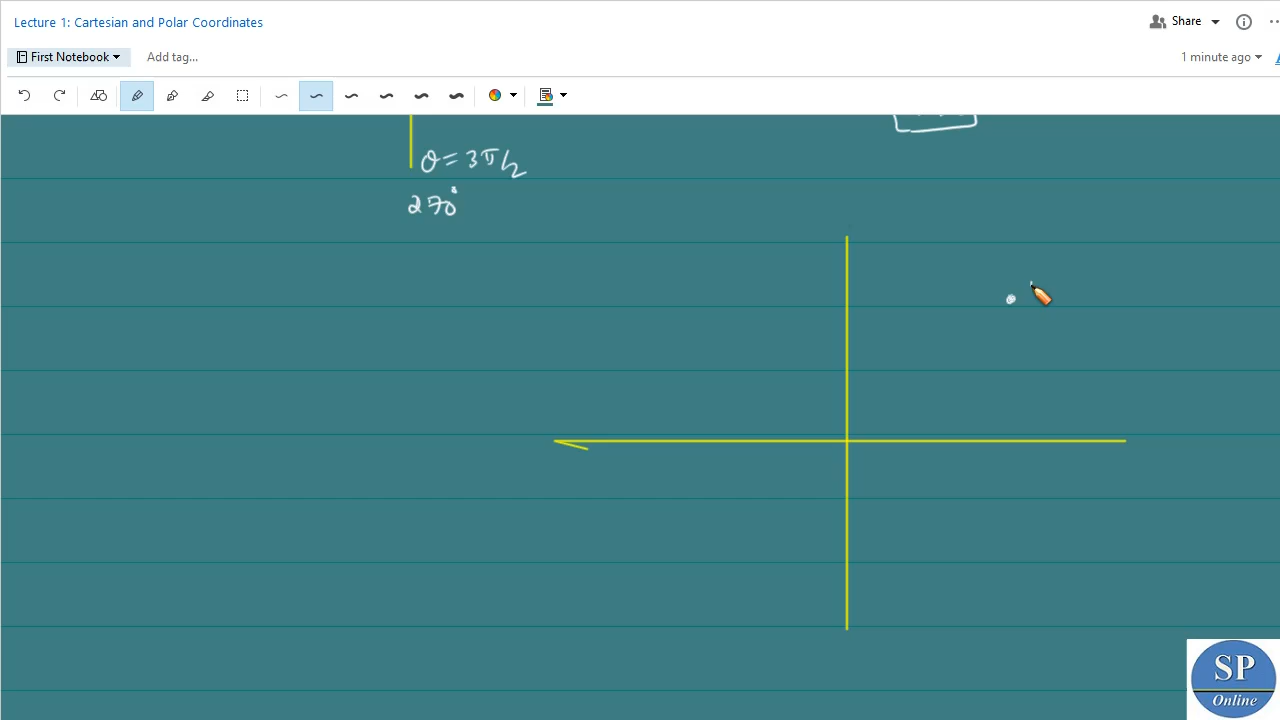 Lecture 1: Cartesian and Polar Coordinates
Share
First Notebook
Add tag...
1 minute ago
θ = 3π/2
270°
SP
Online